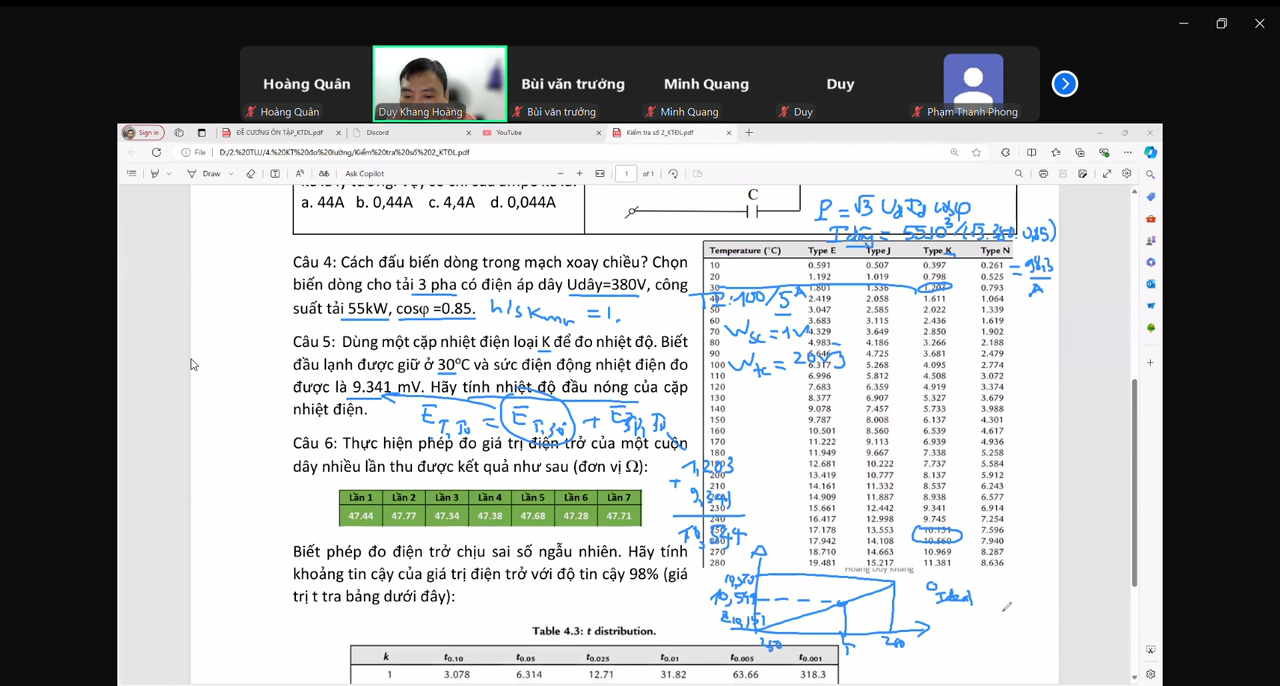 Hoàng Quân
Bùi văn trưởng
Minh Quang
Duy
Hoàng Quân
Duy Khang Hoàng
Bùi văn trưởng
Minh Quang
Duy
Phạm Thanh Phong
Sign in
ĐỀ CƯƠNG ÔN TẬP_KTĐL.pdf
Discord
YouTube
Kiểm tra số 2_KTĐL.pdf
File
D:/2.%20TLU/4.%20KT%20đo%20lường/Kiểm%20tra%20số%202_KTĐL.pdf
Draw
Ask Copilot
1
of 1
a. 44A b. 0,44A c. 4,4A d. 0,044A
C
P = √3 Ud Id cosφ
Câu 4: Cách đấu biến dòng trong mạch xoay chiều? Chọn
biến dòng cho tải 3 pha có điện áp dây Udây=380V, công
suất tải 55kW, cosφ =0.85.
= 98,3 A
TI: 100/5A
Câu 5: Dùng một cặp nhiệt điện loại K để đo nhiệt độ. Biết
đầu lạnh được giữ ở 30°C và sức điện động nhiệt điện đo
được là 9.341 mV. Hãy tính nhiệt độ đầu nóng của cặp
nhiệt điện.
Câu 6: Thực hiện phép đo giá trị điện trở của một cuộn
dây nhiều lần thu được kết quả như sau (đơn vị Ω):
Lần 1 Lần 2 Lần 3 Lần 4 Lần 5 Lần 6 Lần 7
47.44 47.77 47.34 47.38 47.68 47.28 47.71
Biết phép đo điện trở chịu sai số ngẫu nhiên. Hãy tính
khoảng tin cậy của giá trị điện trở với độ tin cậy 98% (giá
trị t tra bảng dưới đây):
Temperature (°C) Type E Type J Type K Type N
10 0.591 0.507 0.397 0.261
20 1.192 1.019 0.798 0.525
30 1.801 1.536 1.203 0.793
40 2.419 2.058 1.611 1.064
50 3.047 2.585 2.022 1.339
60 3.683 3.115 2.436 1.619
70 4.329 3.649 2.850 1.902
80 4.983 4.186 3.266 2.188
90 5.646 4.725 3.681 2.479
100 6.317 5.268 4.095 2.774
110 6.996 5.812 4.508 3.072
120 7.683 6.359 4.919 3.374
130 8.377 6.907 5.327 3.679
140 9.078 7.457 5.733 3.988
150 9.787 8.008 6.137 4.301
160 10.501 8.560 6.539 4.617
170 11.222 9.113 6.939 4.936
180 11.949 9.667 7.338 5.258
12.681 10.222 7.737 5.584
200 13.419 10.777 8.137 5.912
210 14.161 11.332 8.537 6.243
14.909 11.887 8.938 6.577
230 15.661 12.442 9.341 6.914
240 16.417 12.998 9.745 7.254
17.178 13.553 10.151 7.596
17.942 14.108 10.560 7.940
270 18.710 14.663 10.969 8.287
280 19.481 15.217 11.381 8.636
Hoang Duy Khang
1,203
+
9,341
10,544
Table 4.3: t distribution.
k t0.10 t0.05 t0.025 t0.01 t0.005 t0.001
1 3.078 6.314 12.71 31.82 63.66 318.3